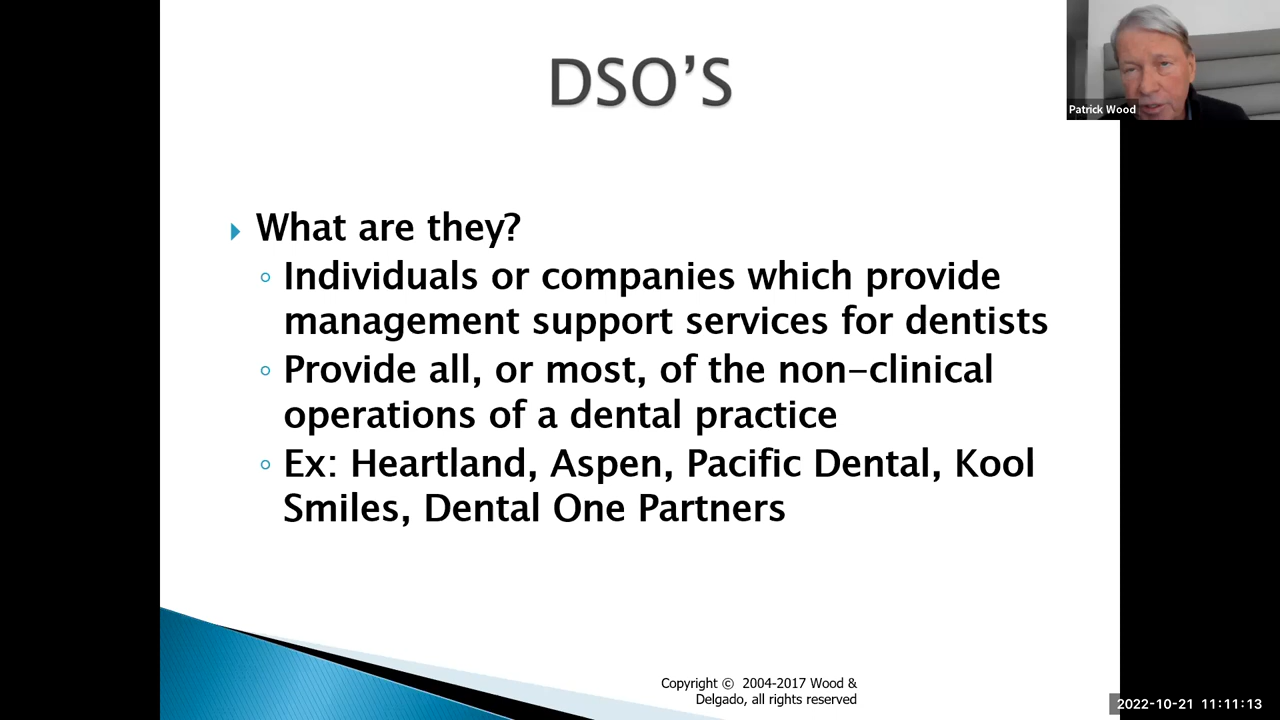 DSO’S
Patrick Wood
What are they?
Individuals or companies which provide
management support services for dentists
Provide all, or most, of the non-clinical
operations of a dental practice
Ex: Heartland, Aspen, Pacific Dental, Kool
Smiles, Dental One Partners
Copyright © 2004-2017 Wood &
Delgado, all rights reserved
2022-10-21 11:11:13